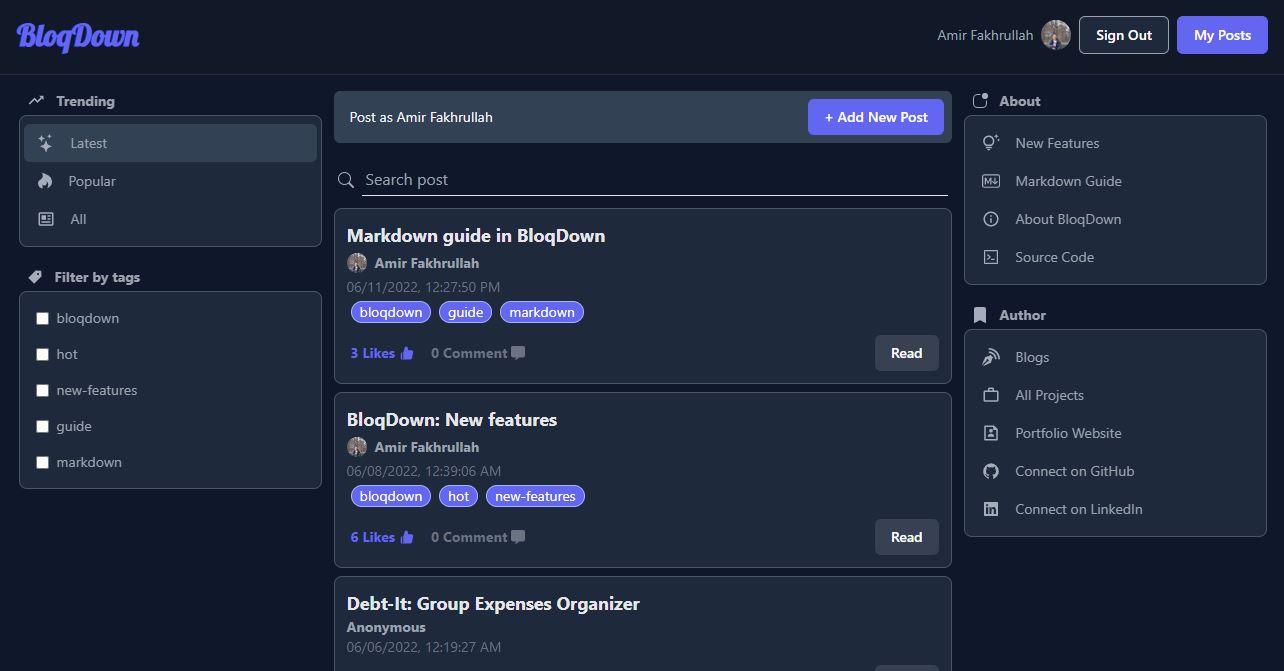 BloqDown
Amir Fakhrullah
Sign Out
My Posts
Trending
Latest
Popular
All
Filter by tags
bloqdown
hot
new-features
guide
markdown
Post as Amir Fakhrullah
+ Add New Post
Search post
Markdown guide in BloqDown
Amir Fakhrullah
06/11/2022, 12:27:50 PM
bloqdown guide markdown
3 Likes 0 Comment
Read
BloqDown: New features
Amir Fakhrullah
06/08/2022, 12:39:06 AM
bloqdown hot new-features
6 Likes 0 Comment
Read
Debt-It: Group Expenses Organizer
Anonymous
06/06/2022, 12:19:27 AM
About
New Features
Markdown Guide
About BloqDown
Source Code
Author
Blogs
All Projects
Portfolio Website
Connect on GitHub
Connect on LinkedIn